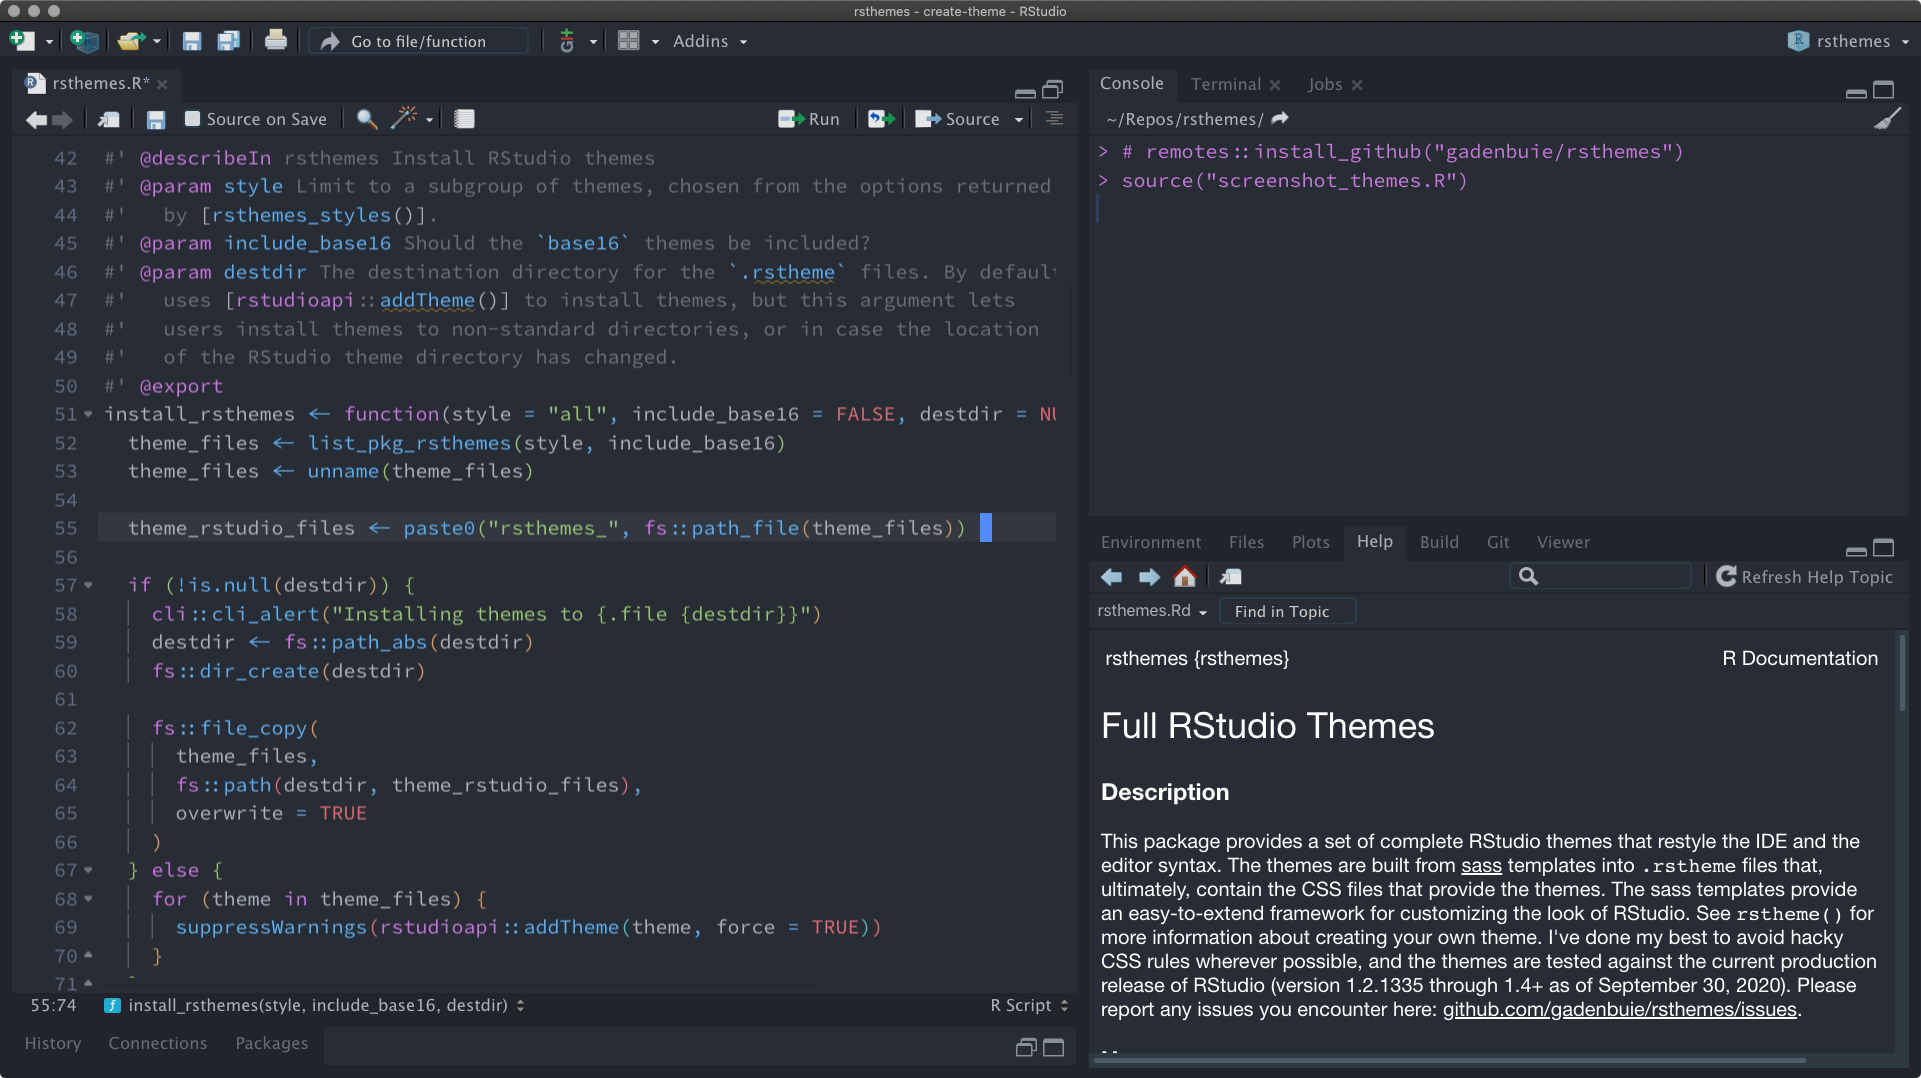 rsthemes - create-theme - RStudio
Go to file/function
Addins
rsthemes
rsthemes.R*
Source on Save
Run
Source
42 #' @describeIn rsthemes Install RStudio themes
43 #' @param style Limit to a subgroup of themes, chosen from the options returned
44 #'   by [rsthemes_styles()].
45 #' @param include_base16 Should the `base16` themes be included?
46 #' @param destdir The destination directory for the `.rstheme` files. By default
47 #'   uses [rstudioapi::addTheme()] to install themes, but this argument lets
48 #'   users install themes to non-standard directories, or in case the location
49 #'   of the RStudio theme directory has changed.
50 #' @export
51 install_rsthemes <- function(style = "all", include_base16 = FALSE, destdir = NU
52   theme_files <- list_pkg_rsthemes(style, include_base16)
53   theme_files <- unname(theme_files)
54
55   theme_rstudio_files <- paste0("rsthemes_", fs::path_file(theme_files))
56
57   if (!is.null(destdir)) {
58     cli::cli_alert("Installing themes to {.file {destdir}}")
59     destdir <- fs::path_abs(destdir)
60     fs::dir_create(destdir)
61
62     fs::file_copy(
63       theme_files,
64       fs::path(destdir, theme_rstudio_files),
65       overwrite = TRUE
66     )
67   } else {
68     for (theme in theme_files) {
69       suppressWarnings(rstudioapi::addTheme(theme, force = TRUE))
70     }
71
55:74
install_rsthemes(style, include_base16, destdir)
R Script
History Connections Packages
Console Terminal Jobs
~/Repos/rsthemes/
> # remotes::install_github("gadenbuie/rsthemes")
> source("screenshot_themes.R")
Environment Files Plots Help Build Git Viewer
Refresh Help Topic
rsthemes.Rd
Find in Topic
rsthemes {rsthemes}
R Documentation
Full RStudio Themes
Description
This package provides a set of complete RStudio themes that restyle the IDE and the
editor syntax. The themes are built from sass templates into .rstheme files that,
ultimately, contain the CSS files that provide the themes. The sass templates provide
an easy-to-extend framework for customizing the look of RStudio. See rstheme() for
more information about creating your own theme. I've done my best to avoid hacky
CSS rules wherever possible, and the themes are tested against the current production
release of RStudio (version 1.2.1335 through 1.4+ as of September 30, 2020). Please
report any issues you encounter here: github.com/gadenbuie/rsthemes/issues.